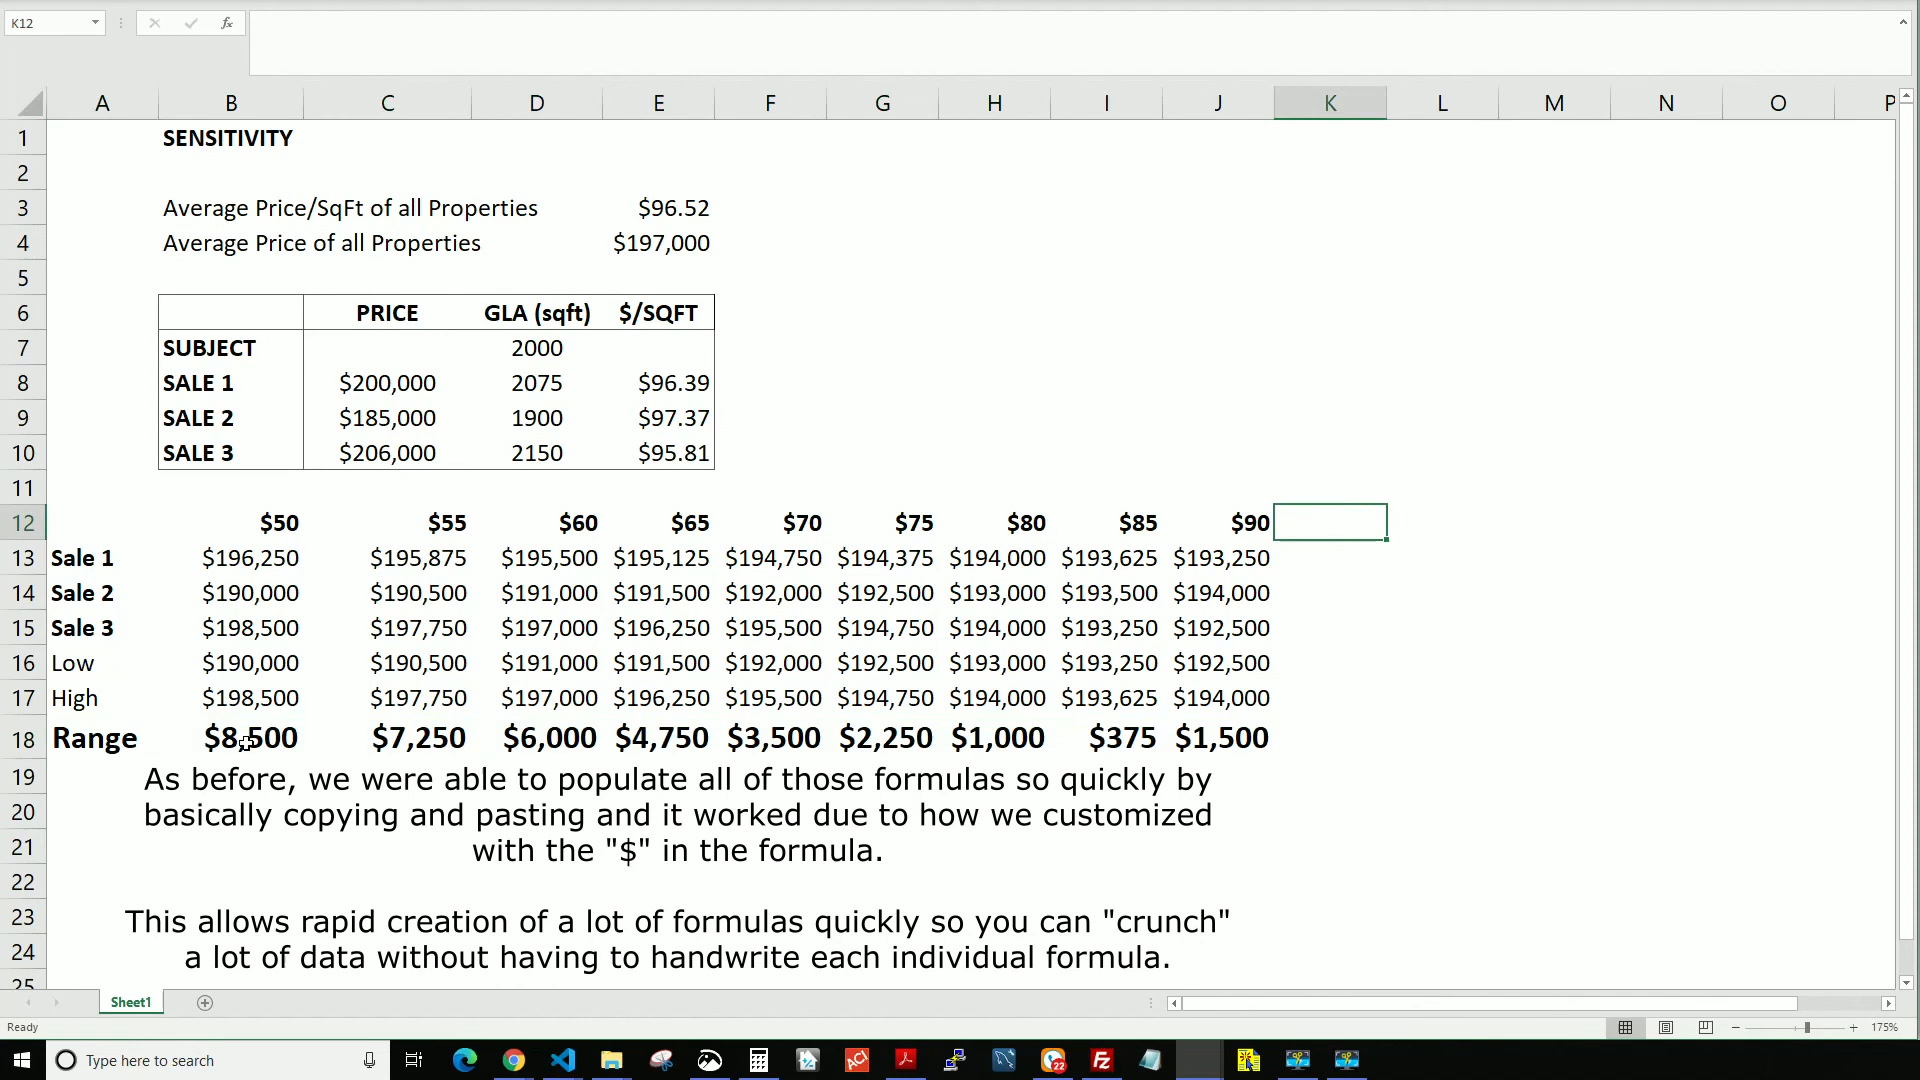 K12
fx
A B C D E F G H I J K L M N O P
1 SENSITIVITY
2
3 Average Price/SqFt of all Properties $96.52
4 Average Price of all Properties $197,000
5
6 PRICE GLA (sqft) $/SQFT
7 SUBJECT 2000
8 SALE 1 $200,000 2075 $96.39
9 SALE 2 $185,000 1900 $97.37
10 SALE 3 $206,000 2150 $95.81
11
12 $50 $55 $60 $65 $70 $75 $80 $85 $90
13 Sale 1 $196,250 $195,875 $195,500 $195,125 $194,750 $194,375 $194,000 $193,625 $193,250
14 Sale 2 $190,000 $190,500 $191,000 $191,500 $192,000 $192,500 $193,000 $193,500 $194,000
15 Sale 3 $198,500 $197,750 $197,000 $196,250 $195,500 $194,750 $194,000 $193,250 $192,500
16 Low $190,000 $190,500 $191,000 $191,500 $192,000 $192,500 $193,000 $193,250 $192,500
17 High $198,500 $197,750 $197,000 $196,250 $195,500 $194,750 $194,000 $193,625 $194,000
18 Range $8,500 $7,250 $6,000 $4,750 $3,500 $2,250 $1,000 $375 $1,500
19 As before, we were able to populate all of those formulas so quickly by
20 basically copying and pasting and it worked due to how we customized
21 with the "$" in the formula.
22
23 This allows rapid creation of a lot of formulas quickly so you can "crunch"
24 a lot of data without having to handwrite each individual formula.
25
Sheet1
Ready 175%
Type here to search ACI 22 FZ